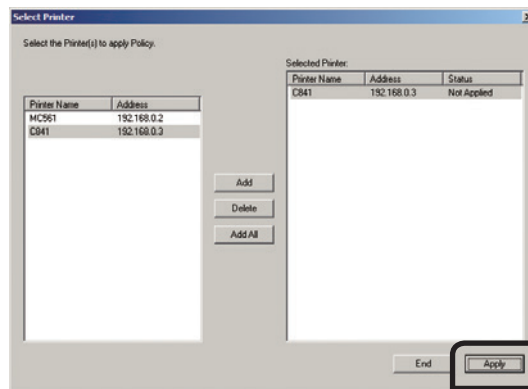 Select Printer
Select the Printer(s) to apply Policy.
Selected Printer:
Printer Name Address
MC561 192.168.0.2
C841 192.168.0.3
Printer Name Address Status
C841 192.168.0.3 Not Applied
Add
Delete
Add All
End
Apply